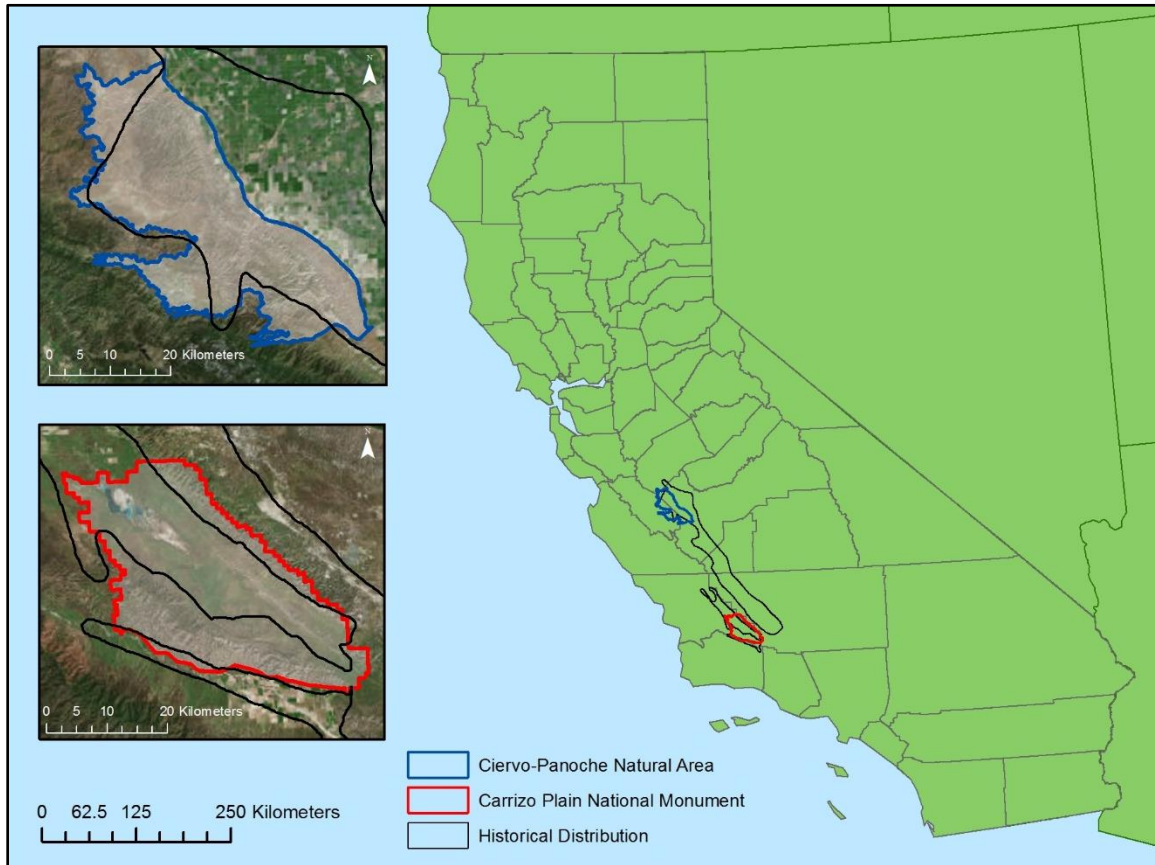 N
0 5 10 20 Kilometers
N
0 5 10 20 Kilometers
Ciervo-Panoche Natural Area
Carrizo Plain National Monument
Historical Distribution
0 62.5 125 250 Kilometers